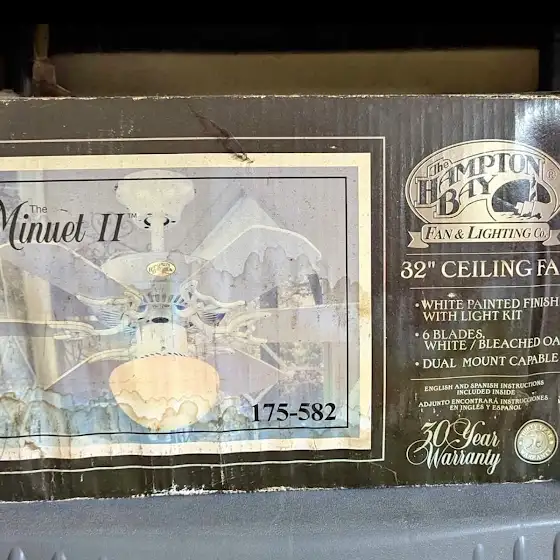 The
Minuet II™
175-582
The
HAMPTON
BAY
FAN & LIGHTING Co.
32" CEILING FA
• WHITE PAINTED FINISH
WITH LIGHT KIT
• 6 BLADES,
WHITE / BLEACHED OA
• DUAL MOUNT CAPABLE
ENGLISH AND SPANISH INSTRUCTIONS
INCLUDED INSIDE
ADJUNTO ENCONTRARÁ INSTRUCCIONES
EN INGLÉS Y ESPAÑOL
30 Year
Warranty